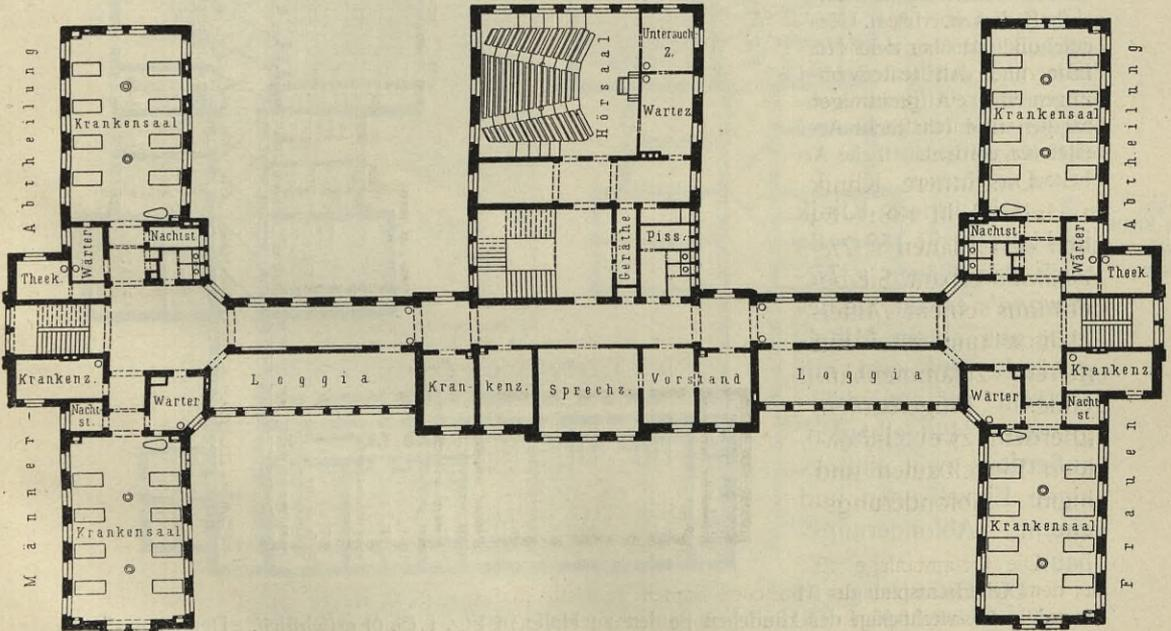 Männer-Abtheilung
Krankensaal
Wärter
Nachtst
Theek.
Krankenz.
Nacht-
st.
Wärter
Krankensaal
Loggia
Hörsaal
Untersuch
Z.
Wartez
Geräthe
Piss.
Kran-
kenz.
Sprechz.
Vorstand
Loggia
Frauen-Abtheilung
Krankensaal
Nachtst
Wärter
Theek.
Krankenz.
Wärter
Nacht
st.
Krankensaal